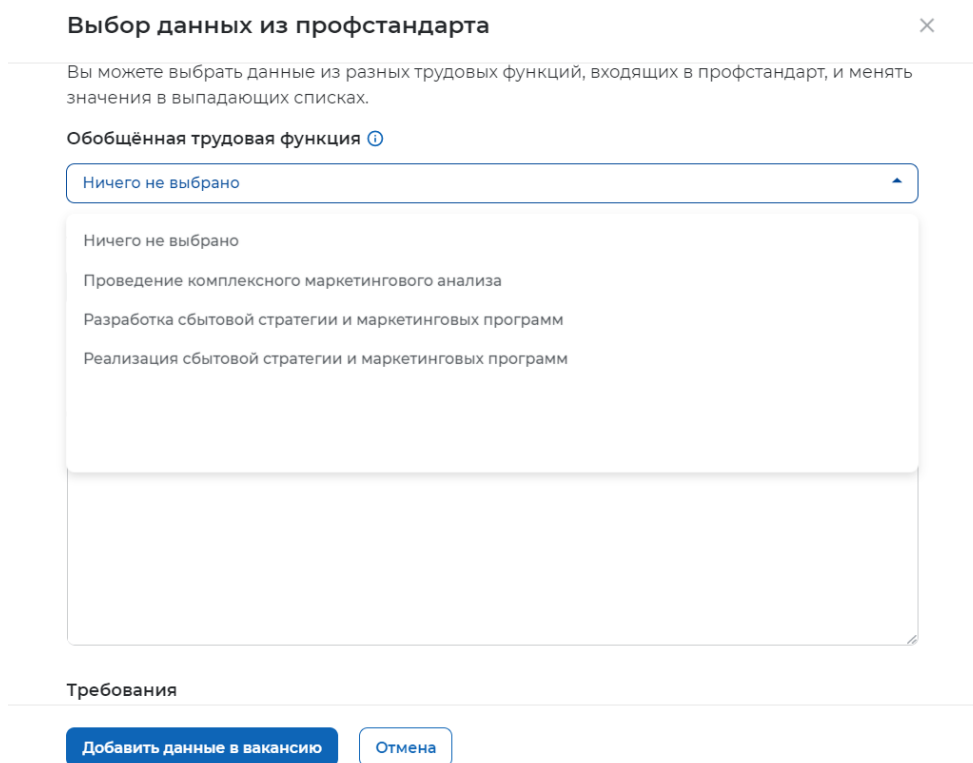 Выбор данных из профстандарта
Вы можете выбрать данные из разных трудовых функций, входящих в профстандарт, и менять
значения в выпадающих списках.
Обобщённая трудовая функция
Ничего не выбрано
Ничего не выбрано
Проведение комплексного маркетингового анализа
Разработка сбытовой стратегии и маркетинговых программ
Реализация сбытовой стратегии и маркетинговых программ
Требования
Добавить данные в вакансию Отмена